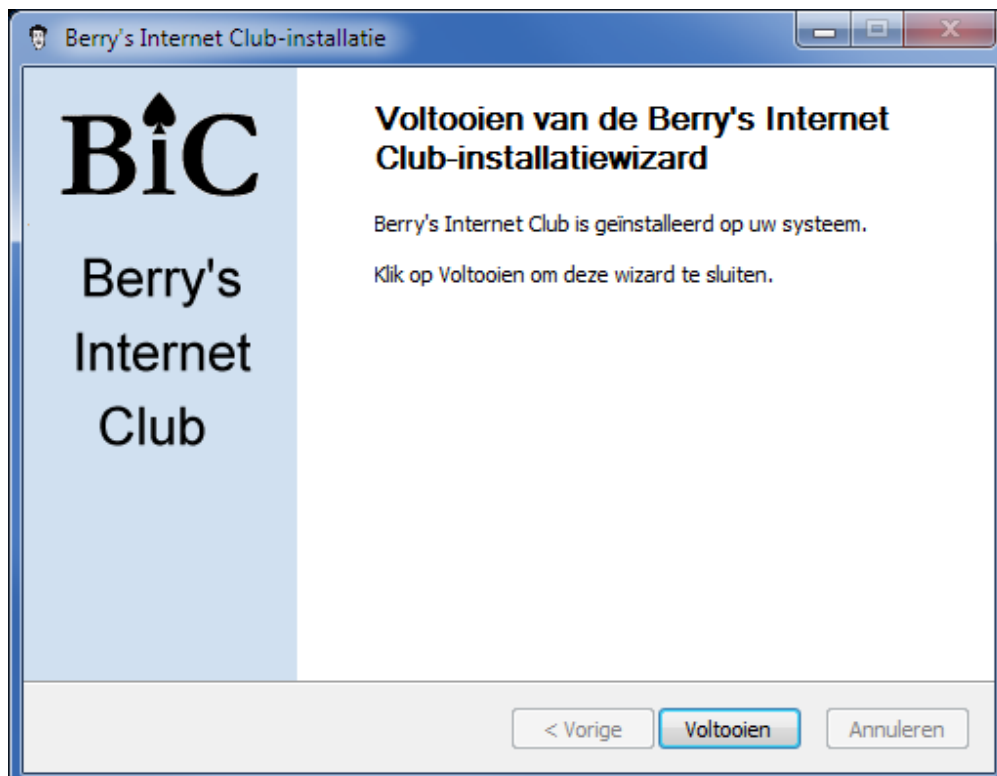 Berry's Internet Club-installatie
BiC
Berry's
Internet
Club
Voltooien van de Berry's Internet
Club-installatiewizard
Berry's Internet Club is geïnstalleerd op uw systeem.
Klik op Voltooien om deze wizard te sluiten.
< Vorige
Voltooien
Annuleren